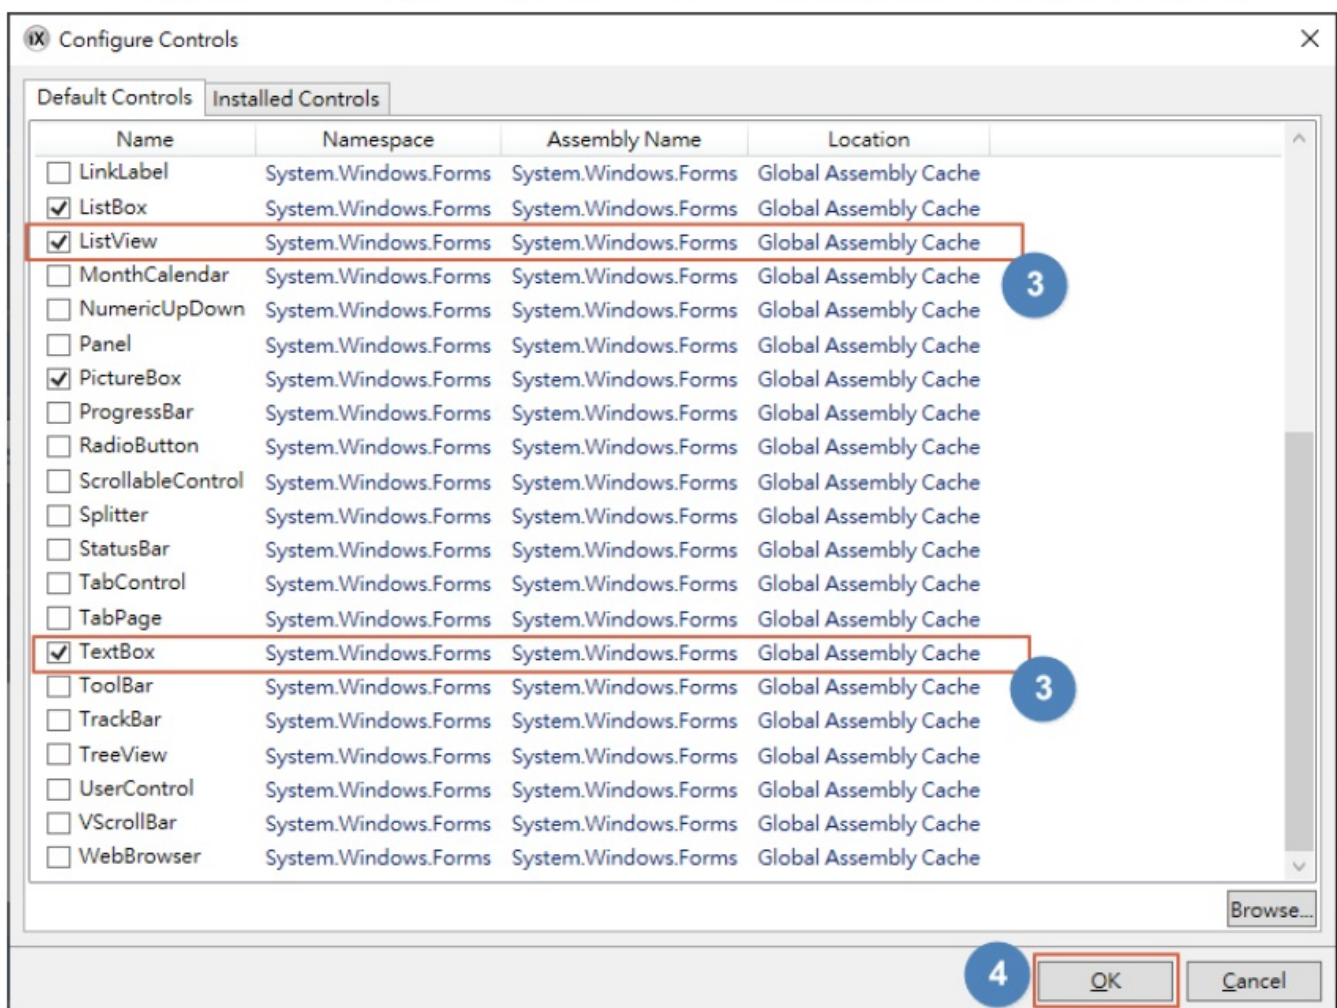 iX Configure Controls
Default Controls Installed Controls
Name Namespace Assembly Name Location
LinkLabel System.Windows.Forms System.Windows.Forms Global Assembly Cache
ListBox System.Windows.Forms System.Windows.Forms Global Assembly Cache
ListView System.Windows.Forms System.Windows.Forms Global Assembly Cache
3
MonthCalendar System.Windows.Forms System.Windows.Forms Global Assembly Cache
NumericUpDown System.Windows.Forms System.Windows.Forms Global Assembly Cache
Panel System.Windows.Forms System.Windows.Forms Global Assembly Cache
PictureBox System.Windows.Forms System.Windows.Forms Global Assembly Cache
ProgressBar System.Windows.Forms System.Windows.Forms Global Assembly Cache
RadioButton System.Windows.Forms System.Windows.Forms Global Assembly Cache
ScrollableControl System.Windows.Forms System.Windows.Forms Global Assembly Cache
Splitter System.Windows.Forms System.Windows.Forms Global Assembly Cache
StatusBar System.Windows.Forms System.Windows.Forms Global Assembly Cache
TabControl System.Windows.Forms System.Windows.Forms Global Assembly Cache
TabPage System.Windows.Forms System.Windows.Forms Global Assembly Cache
TextBox System.Windows.Forms System.Windows.Forms Global Assembly Cache
3
ToolBar System.Windows.Forms System.Windows.Forms Global Assembly Cache
TrackBar System.Windows.Forms System.Windows.Forms Global Assembly Cache
TreeView System.Windows.Forms System.Windows.Forms Global Assembly Cache
UserControl System.Windows.Forms System.Windows.Forms Global Assembly Cache
VScrollBar System.Windows.Forms System.Windows.Forms Global Assembly Cache
WebBrowser System.Windows.Forms System.Windows.Forms Global Assembly Cache
Browse...
4 OK Cancel